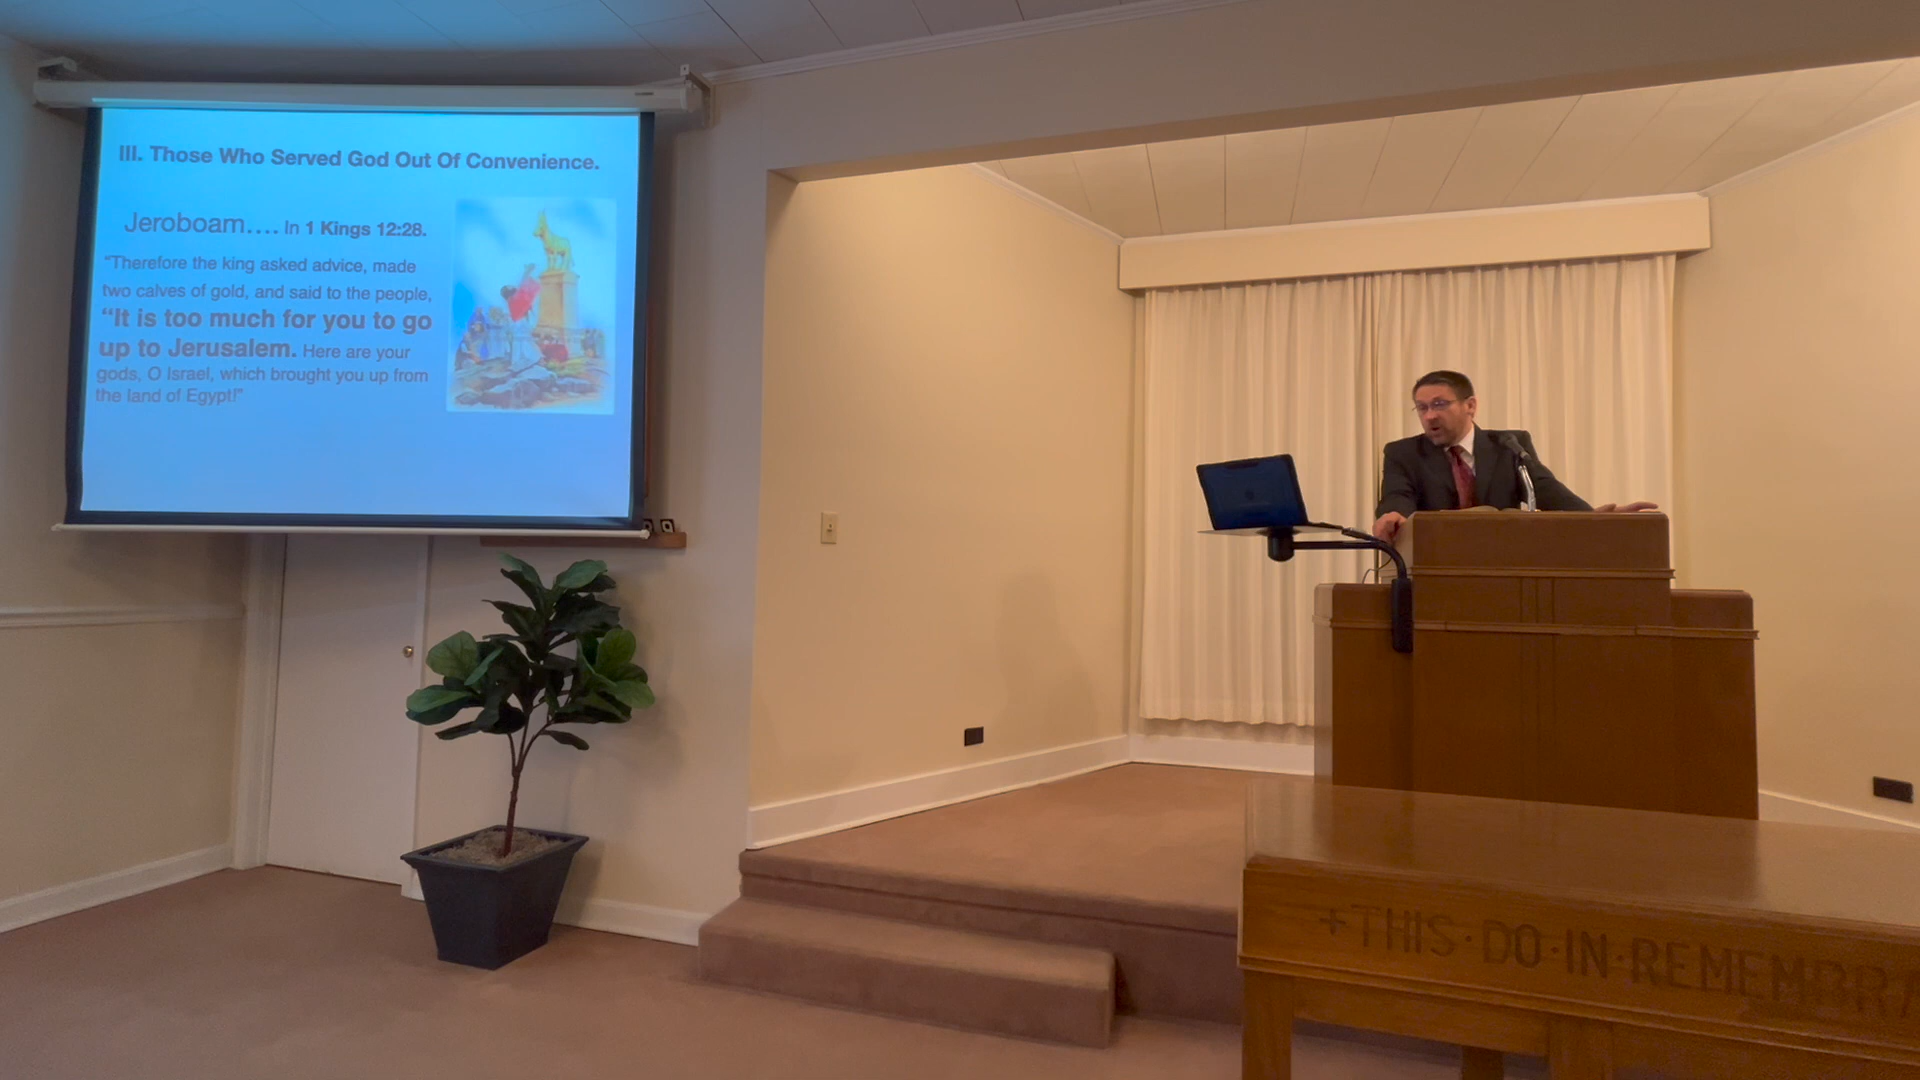 III. Those Who Served God Out Of Convenience.
Jeroboam.... In 1 Kings 12:28.
“Therefore the king asked advice, made
two calves of gold, and said to the people,
“It is too much for you to go
up to Jerusalem. Here are your
gods, O Israel, which brought you up from
the land of Egypt!”
+THIS·DO·IN·REMEMBRA